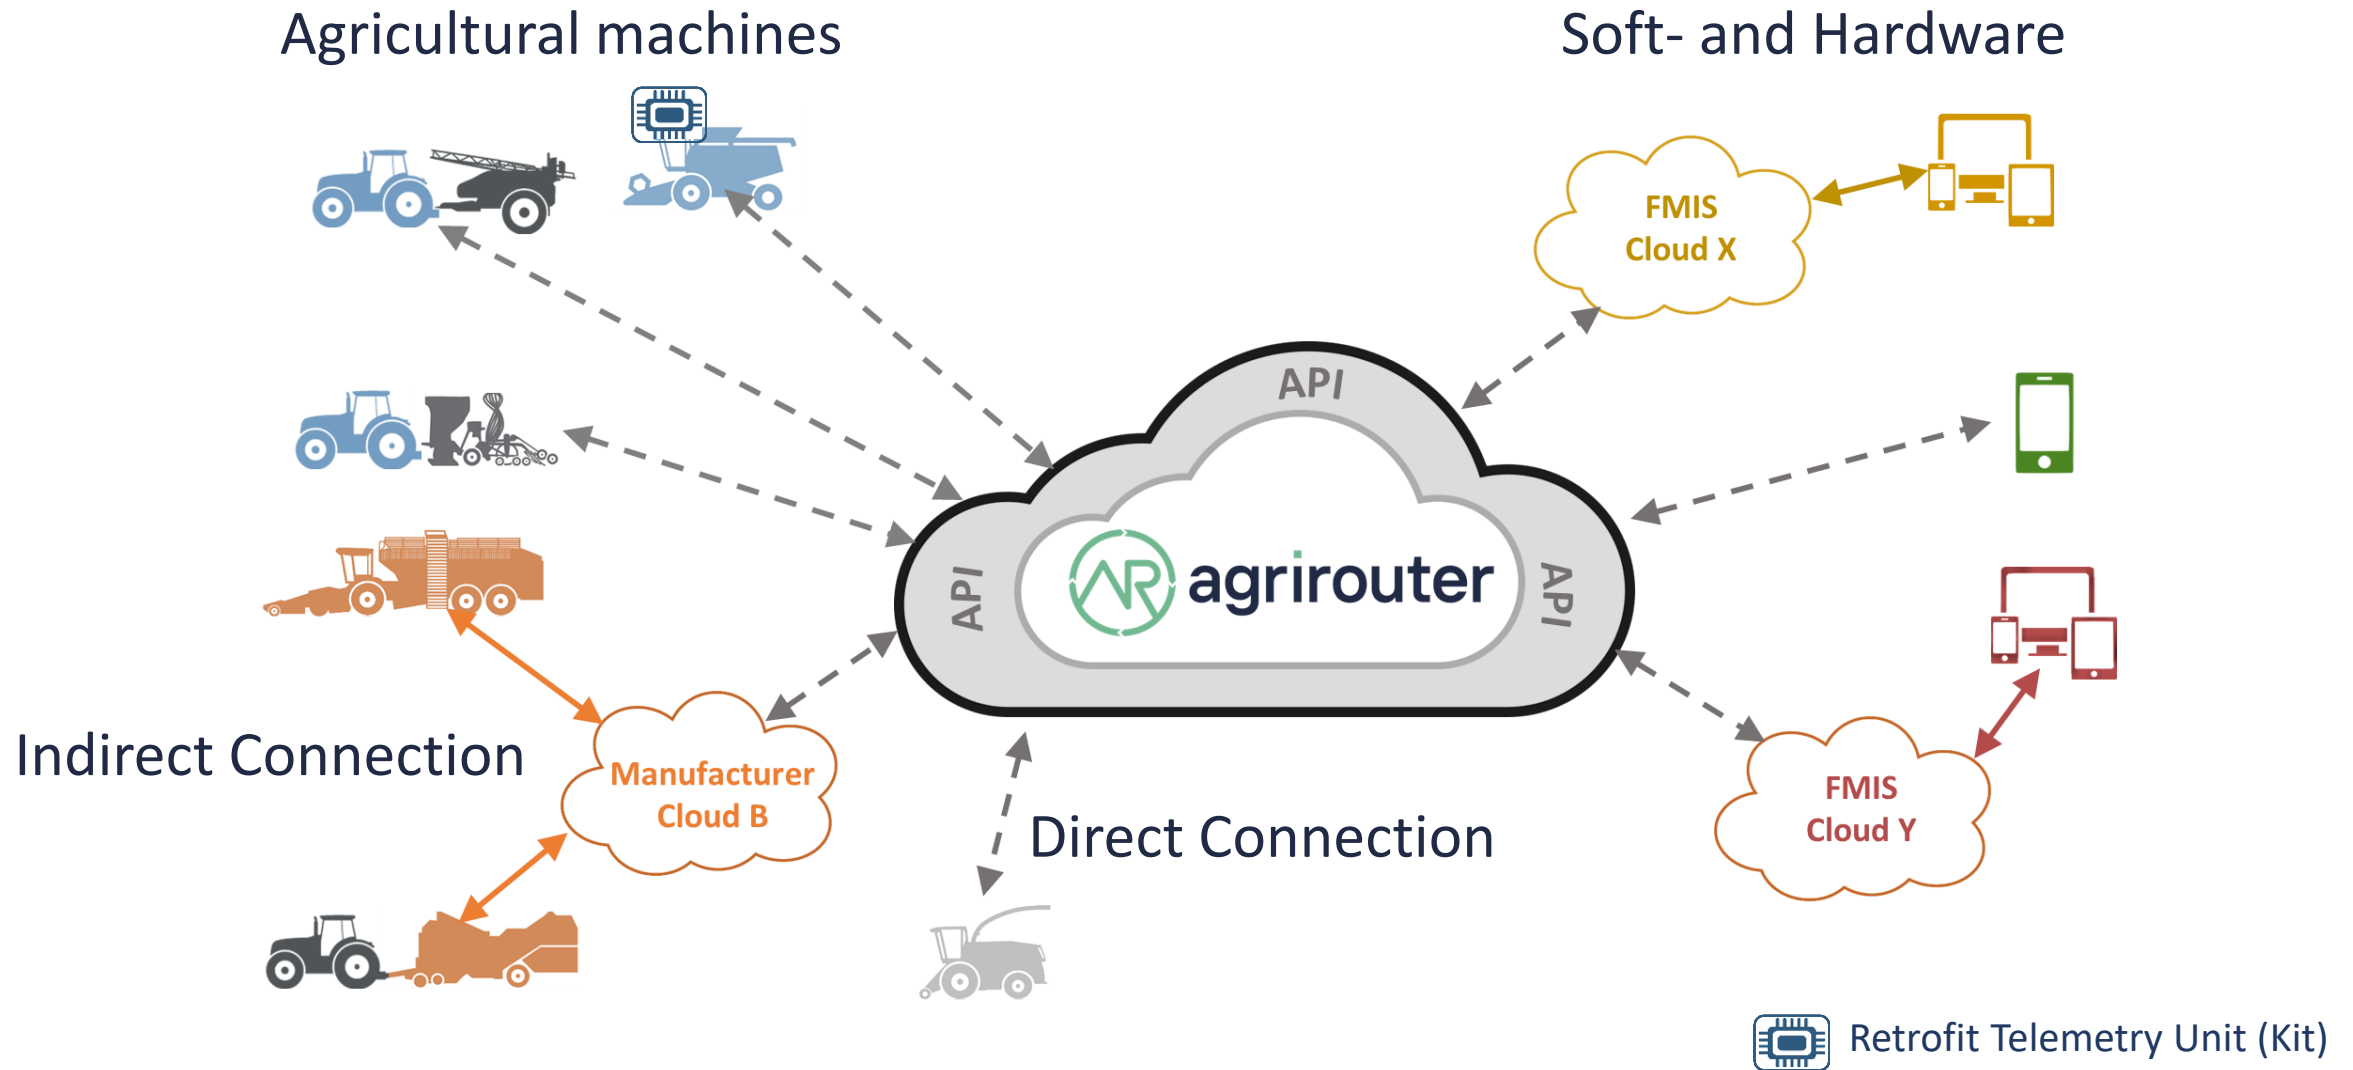 Agricultural machines
Soft- and Hardware
FMIS
Cloud X
API
API
AR agrirouter
API
Indirect Connection
Manufacturer
Cloud B
Direct Connection
FMIS
Cloud Y
Retrofit Telemetry Unit (Kit)